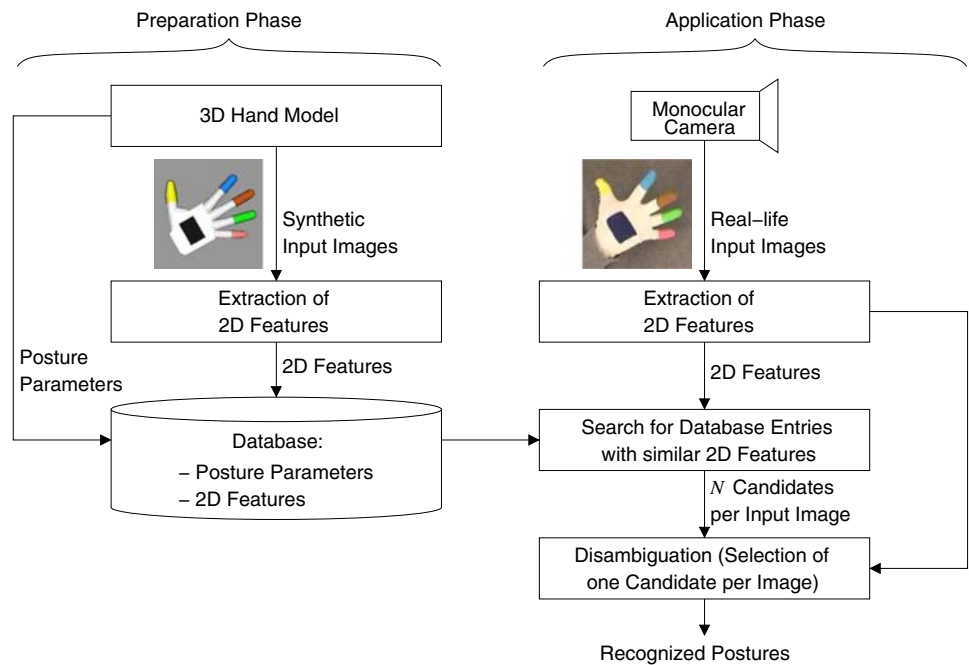 Preparation Phase
3D Hand Model
Synthetic
Input Images
Extraction of
2D Features
Posture
Parameters
2D Features
Database:
– Posture Parameters
– 2D Features
Application Phase
Monocular
Camera
Real–life
Input Images
Extraction of
2D Features
2D Features
Search for Database Entries
with similar 2D Features
N Candidates
per Input Image
Disambiguation (Selection of
one Candidate per Image)
Recognized Postures